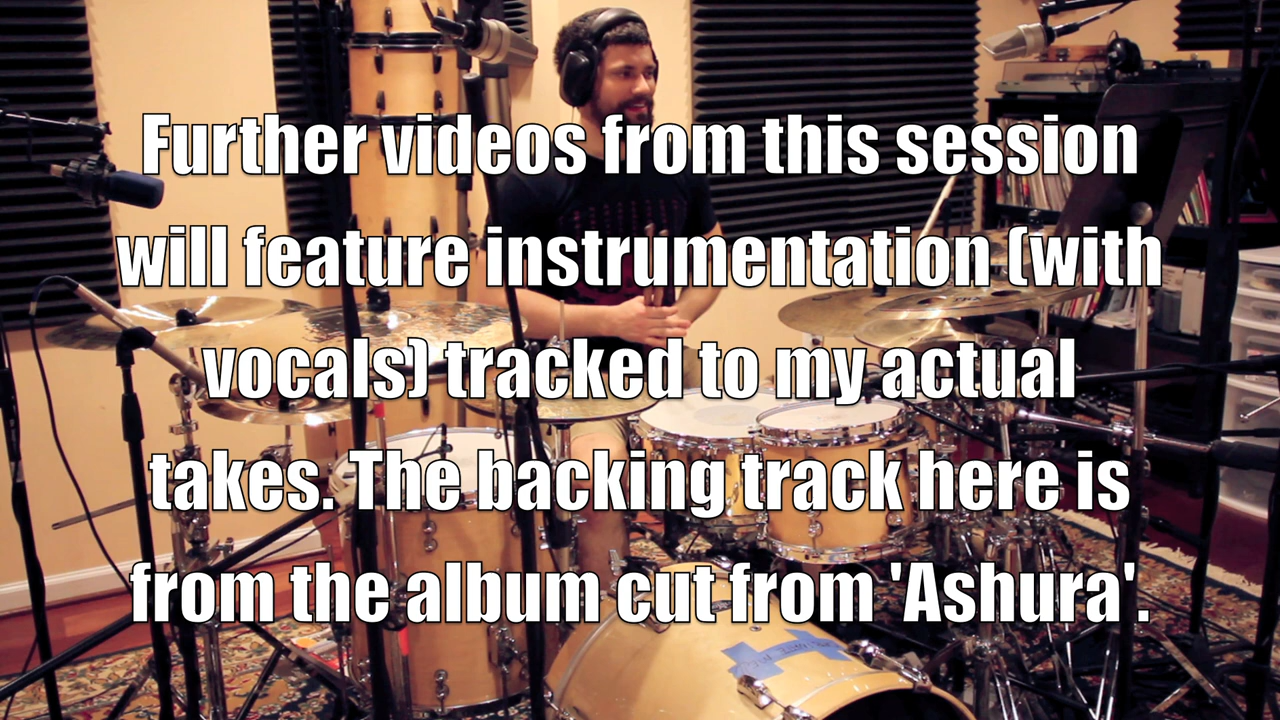 Further videos from this session
will feature instrumentation (with
vocals) tracked to my actual
takes. The backing track here is
from the album cut from 'Ashura'.